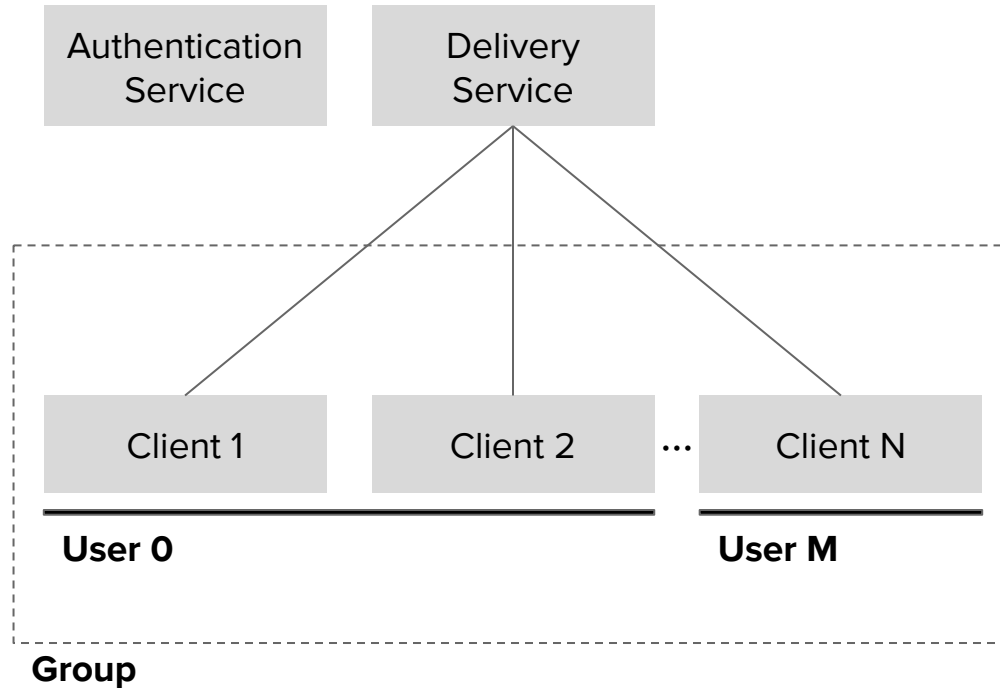 Authentication
Service
Delivery
Service
Client 1
Client 2
...
Client N
User 0
User M
Group